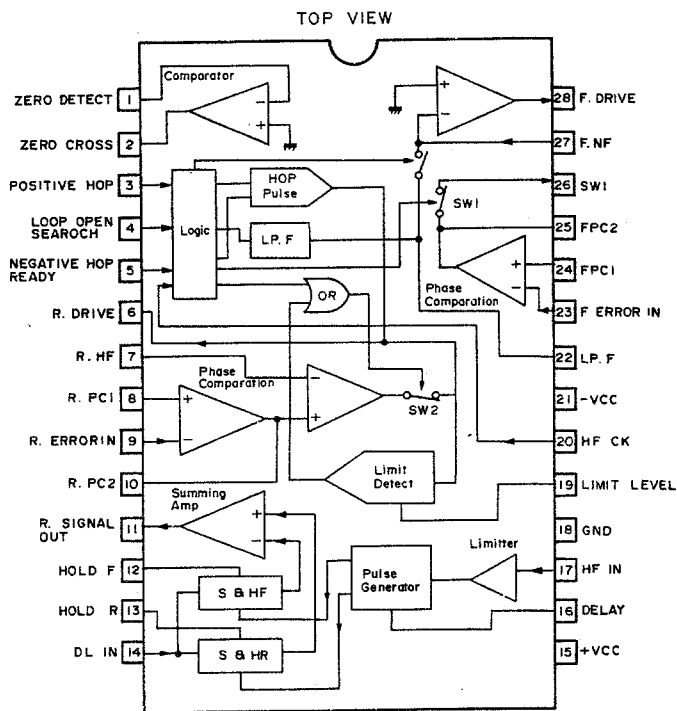 TOP VIEW
ZERO DETECT 1
ZERO CROSS 2
POSITIVE HOP 3
LOOP OPEN
SEAROCH 4
NEGATIVE HOP
READY 5
R. DRIVE 6
R. HF 7
R. PC1 8
R. ERRORIN 9
R. PC2 10
R. SIGNAL
OUT 11
HOLD F 12
HOLD R 13
DL IN 14
Comparator
-
+
HOP
Pulse
Logic
LP. F
OR
Phase
Comparation
+
-
-
+
SW2
Limit
Detect
Summing
Amp
+
-
S & HF
S & HR
Pulse
Generator
Limitter
+
-
SW1
+
-
Phase
Comparation
28 F. DRIVE
27 F. NF
26 SW1
25 FPC2
24 FPC1
23 F ERROR IN
22 LP. F
21 -VCC
20 HF CK
19 LIMIT LEVEL
18 GND
17 HF IN
16 DELAY
15 +VCC